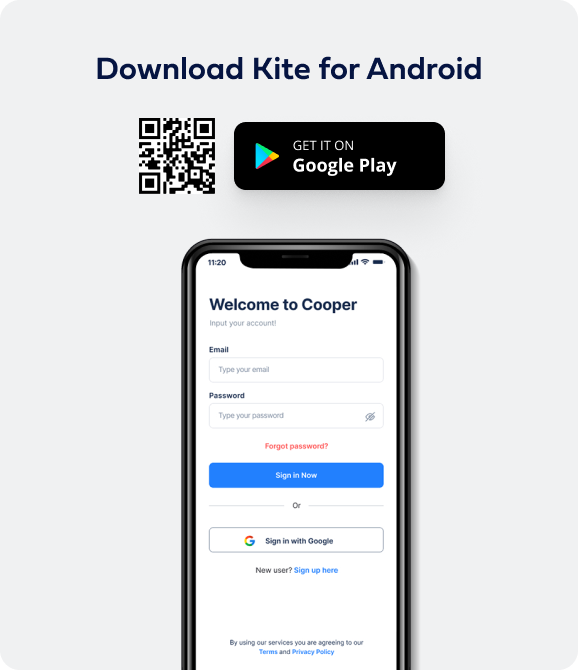 Download Kite for Android
GET IT ON
Google Play
11:20
Welcome to Cooper
Input your account!
Email
Type your email
Password
Type your password
Forgot password?
Sign in Now
Or
Sign in with Google
New user? Sign up here
By using our services you are agreeing to our
Terms and Privacy Policy